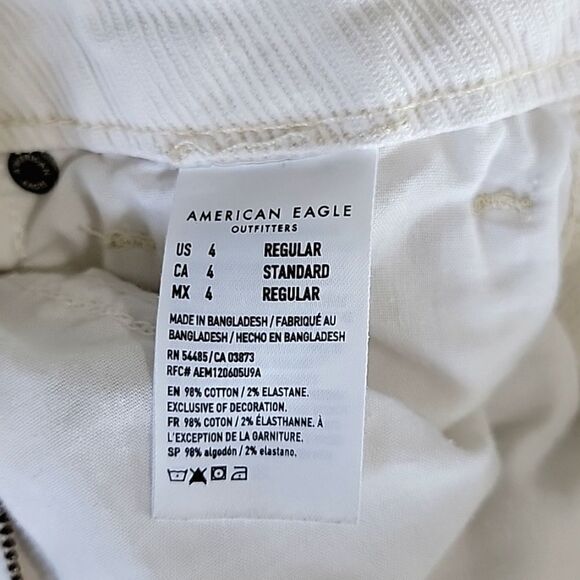 AMERICAN EAGLE
AMERICAN EAGLE
OUTFITTERS
US 4 REGULAR
CA 4 STANDARD
MX 4 REGULAR
MADE IN BANGLADESH / FABRIQUÉ AU
BANGLADESH / HECHO EN BANGLADESH
RN 54485 / CA 03873
RFC# AEM120605U9A
EN 98% COTTON / 2% ELASTANE.
EXCLUSIVE OF DECORATION.
FR 98% COTON / 2% ÉLASTHANNE. À
L'EXCEPTION DE LA GARNITURE.
SP 98% algodón / 2% elastano.